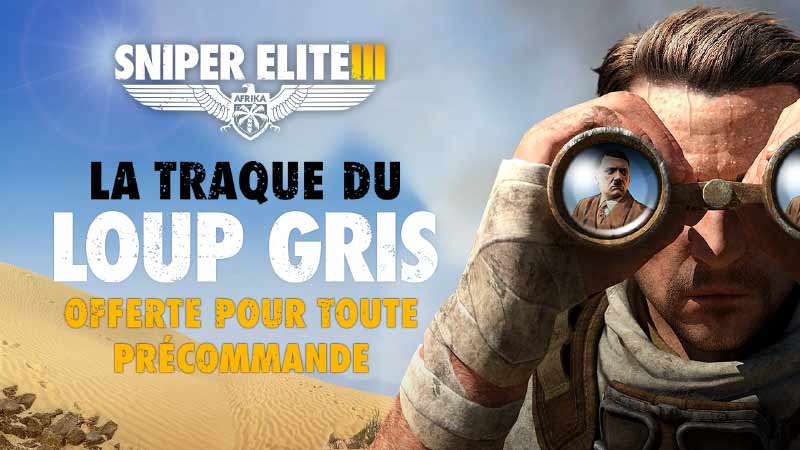 SNIPER ELITE III
AFRIKA
LA TRAQUE DU
LOUP GRIS
OFFERTE POUR TOUTE
PRÉCOMMANDE